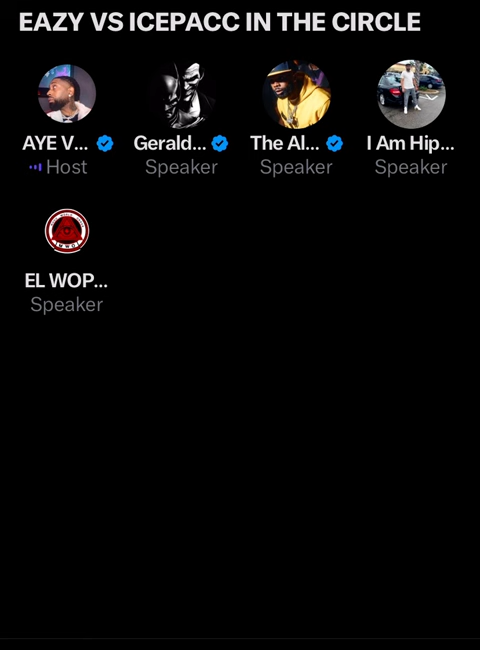 EAZY VS ICEPACC IN THE CIRCLE
AYE V... Gerald... The Al... I Am Hip...
Host Speaker Speaker Speaker
EL WOP...
Speaker